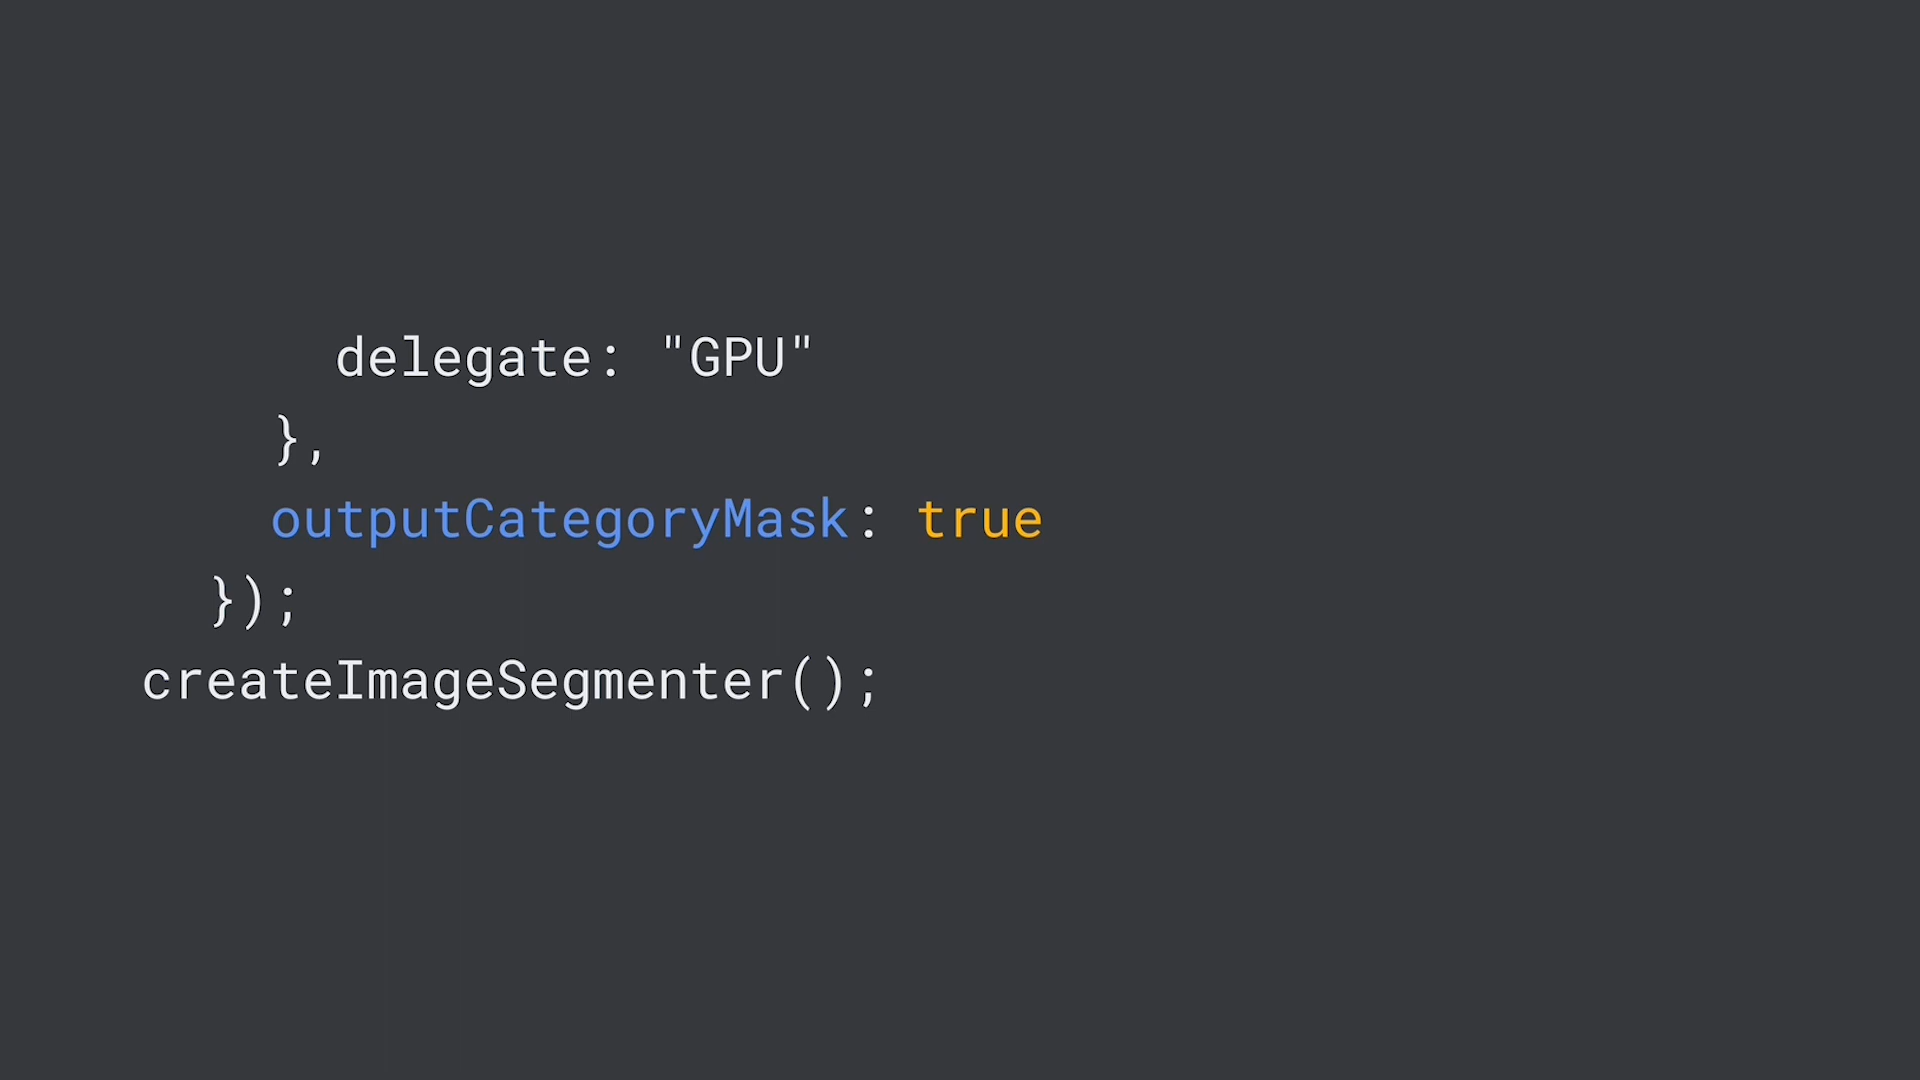 delegate: "GPU"
},
outputCategoryMask: true
});
createImageSegmenter();